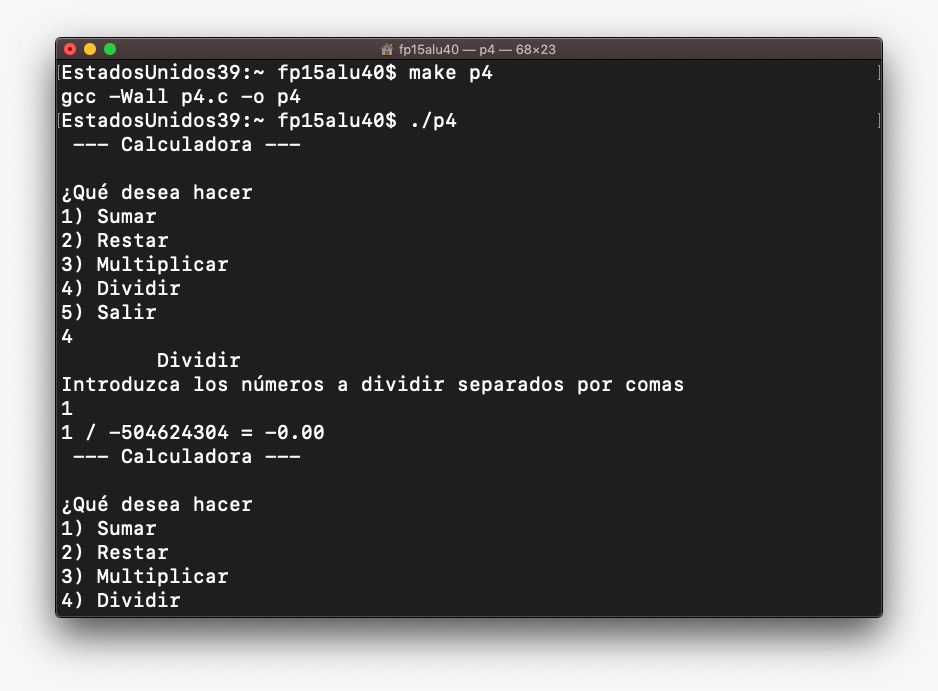 fp15alu40 — p4 — 68×23
[EstadosUnidos39:~ fp15alu40$ make p4 ]
gcc -Wall p4.c -o p4
[EstadosUnidos39:~ fp15alu40$ ./p4 ]
--- Calculadora ---
¿Qué desea hacer
1) Sumar
2) Restar
3) Multiplicar
4) Dividir
5) Salir
4
Dividir
Introduzca los números a dividir separados por comas
1
1 / -504624304 = -0.00
--- Calculadora ---
¿Qué desea hacer
1) Sumar
2) Restar
3) Multiplicar
4) Dividir